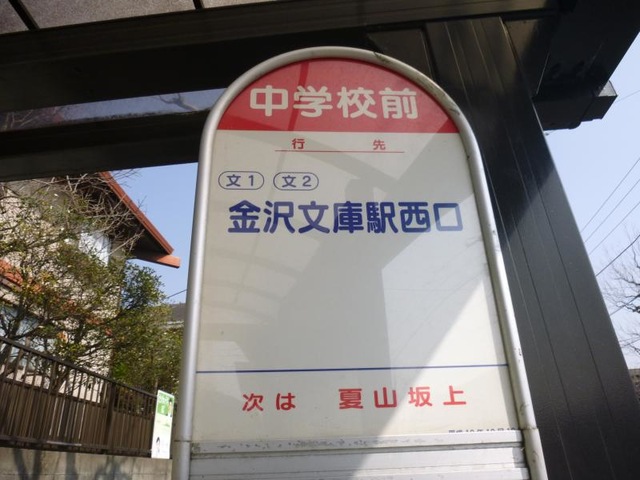 中学校前
行先
文1 文2
金沢文庫駅西口
次は 夏山坂上